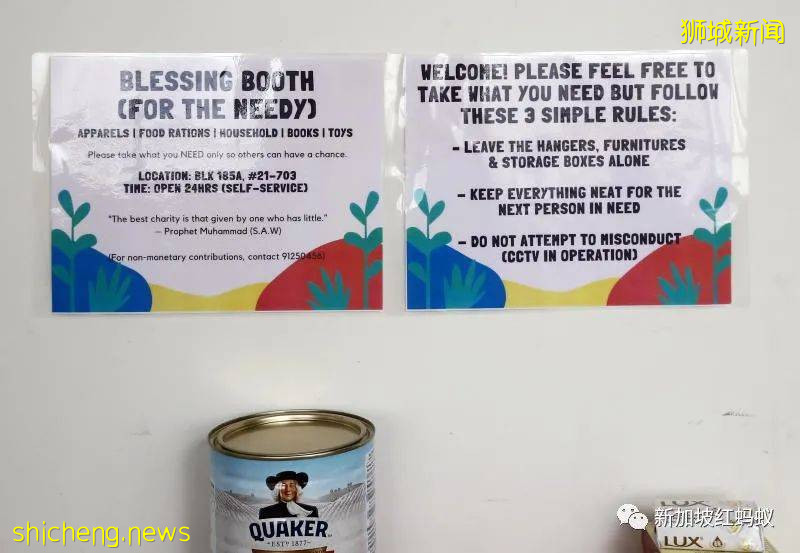 狮城新闻
BLESSING BOOTH
(FOR THE NEEDY)
APPARELS | FOOD RATIONS | HOUSEHOLD | BOOKS | TOYS
Please take what you NEED only so others can have a chance.
LOCATION: BLK 185A, #21-703
TIME: OPEN 24HRS (SELF-SERVICE)
"The best charity is that given by one who has little."
— Prophet Muhammad (S.A.W)
(For non-monetary contributions, contact 91250456)
WELCOME! PLEASE FEEL FREE TO
TAKE WHAT YOU NEED BUT FOLLOW
THESE 3 SIMPLE RULES:
- LEAVE THE HANGERS, FURNITURES
& STORAGE BOXES ALONE
- KEEP EVERYTHING NEAT FOR THE
NEXT PERSON IN NEED
- DO NOT ATTEMPT TO MISCONDUCT
(CCTV IN OPERATION)
QUAKER
EST 1877
LUX
LUX
新加坡红蚂蚁
shicheng.news